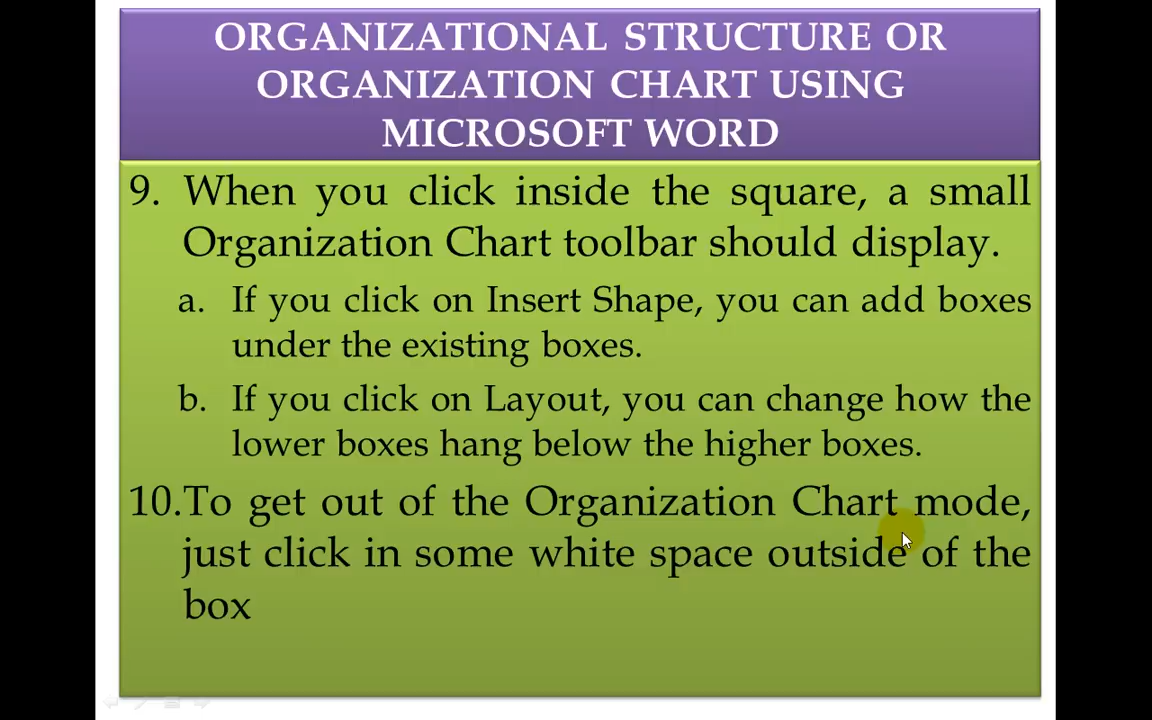 ORGANIZATIONAL STRUCTURE OR
ORGANIZATION CHART USING
MICROSOFT WORD
9. When you click inside the square, a small
Organization Chart toolbar should display.
a. If you click on Insert Shape, you can add boxes
under the existing boxes.
b. If you click on Layout, you can change how the
lower boxes hang below the higher boxes.
10.To get out of the Organization Chart mode,
just click in some white space outside of the
box